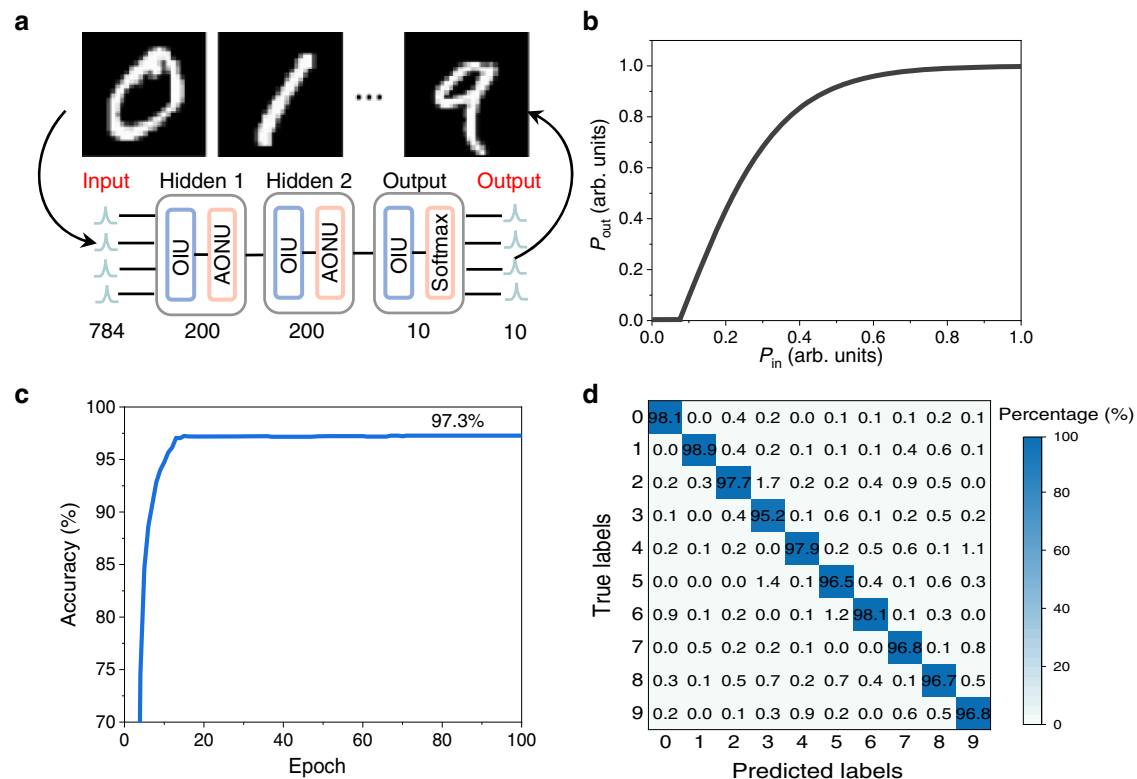 a
Input Hidden 1 Hidden 2 Output Output
OIU AONU OIU AONU OIU Softmax
784 200 200 10 10
b
1.0
0.8
0.6
0.4
0.2
0.0
P_out (arb. units)
0.0 0.2 0.4 0.6 0.8 1.0
P_in (arb. units)
c
100
95
90
85
80
75
70
Accuracy (%)
97.3%
0 20 40 60 80 100
Epoch
d
True labels
0 98.1 0.0 0.4 0.2 0.0 0.1 0.1 0.1 0.2 0.1
1 0.0 98.9 0.4 0.2 0.1 0.1 0.1 0.4 0.6 0.1
2 0.2 0.3 97.7 1.7 0.2 0.2 0.4 0.9 0.5 0.0
3 0.1 0.0 0.4 95.2 0.1 0.6 0.1 0.2 0.5 0.2
4 0.2 0.1 0.2 0.0 97.9 0.2 0.5 0.6 0.1 1.1
5 0.0 0.0 0.0 1.4 0.1 96.5 0.4 0.1 0.6 0.3
6 0.9 0.1 0.2 0.0 0.1 1.2 98.1 0.1 0.3 0.0
7 0.0 0.5 0.2 0.2 0.1 0.0 0.0 96.8 0.1 0.8
8 0.3 0.1 0.5 0.7 0.2 0.7 0.4 0.1 96.7 0.5
9 0.2 0.0 0.1 0.3 0.9 0.2 0.0 0.6 0.5 96.8
0 1 2 3 4 5 6 7 8 9
Predicted labels
Percentage (%)
100
80
60
40
20
0